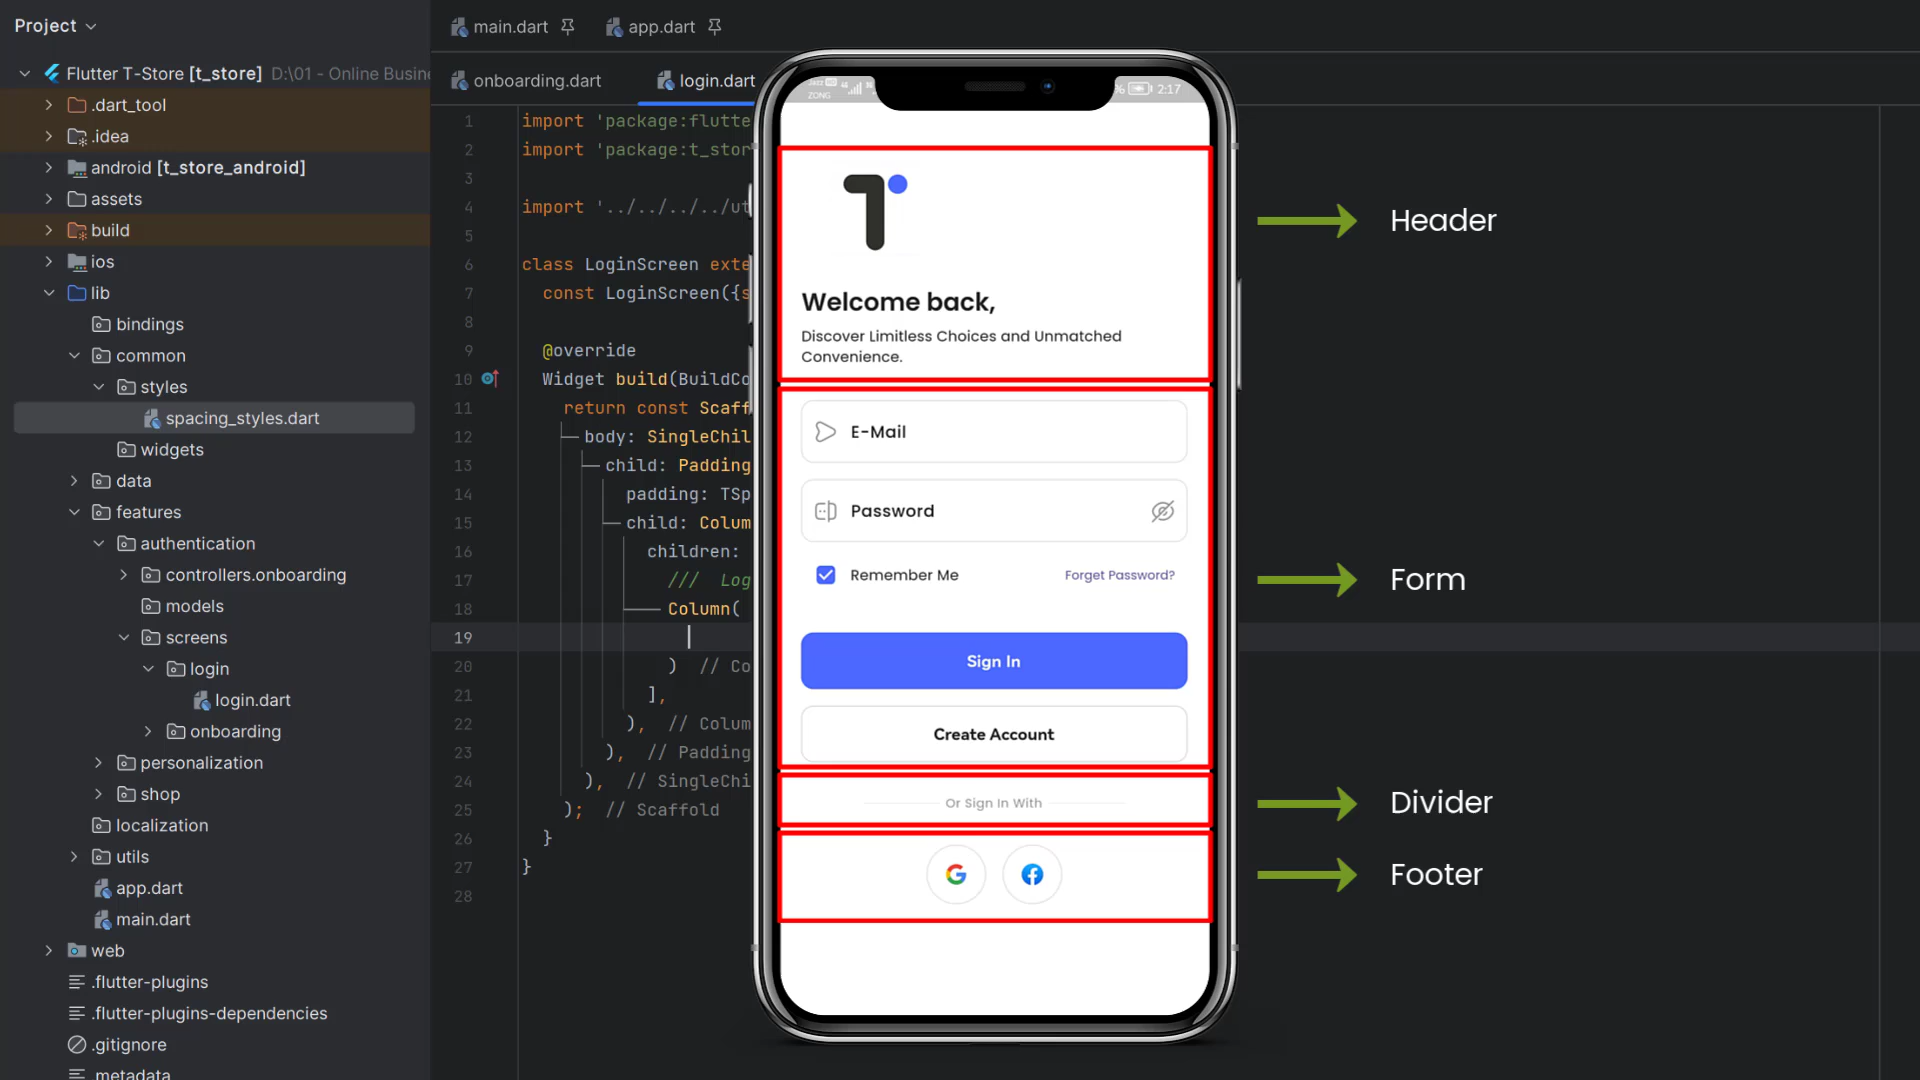 Project
Flutter T-Store [t_store] D:\01 - Online Busine
.dart_tool
.idea
android [t_store_android]
assets
build
ios
lib
bindings
common
styles
spacing_styles.dart
widgets
data
features
authentication
controllers.onboarding
models
screens
login
login.dart
onboarding
personalization
shop
localization
utils
app.dart
main.dart
web
.flutter-plugins
.flutter-plugins-dependencies
.gitignore
.metadata
main.dart app.dart
onboarding.dart login.dart
1 import 'package:flutte
2 import 'package:t_stor
3
4 import '../../../../ut
5
6 class LoginScreen exte
7 const LoginScreen({s
8
9 @override
10 Widget build(BuildCo
11 return const Scaff
12 body: SingleChil
13 child: Padding
14 padding: TSp
15 child: Colum
16 children:
17 /// Log
18 Column(
19
20 ) // Co
21 ],
22 ), // Colum
23 ), // Padding
24 ), // SingleChi
25 ); // Scaffold
26 }
27 }
28
ZONG
% 2:17
Welcome back,
Discover Limitless Choices and Unmatched
Convenience.
E-Mail
Password
Remember Me Forget Password?
Sign In
Create Account
Or Sign In With
Header
Form
Divider
Footer